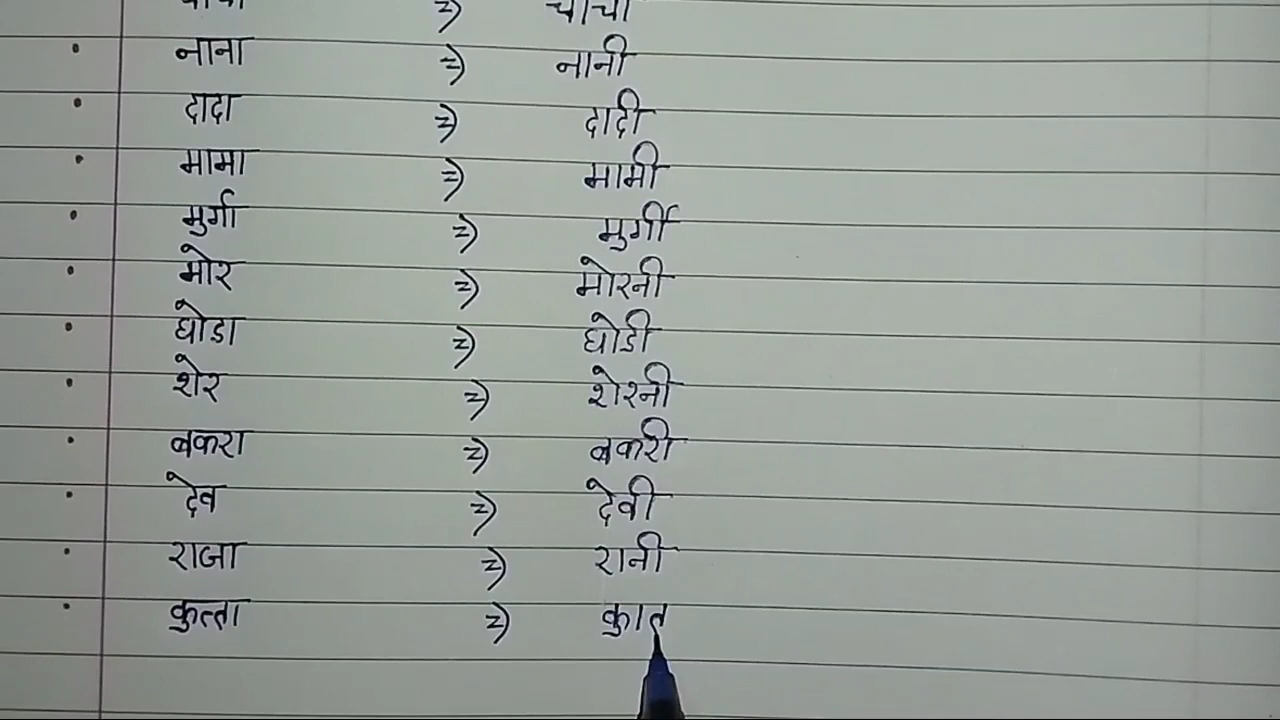 ⇒ चाची
• नाना ⇒ नानी
• दादा ⇒ दादी
• मामा ⇒ मामी
• मुर्गा ⇒ मुर्गी
• मोर ⇒ मोरनी
• घोडा ⇒ घोडी
• शेर ⇒ शेरनी
• बकरा ⇒ बकरी
• देव ⇒ देवी
• राजा ⇒ रानी
• कुत्ता ⇒